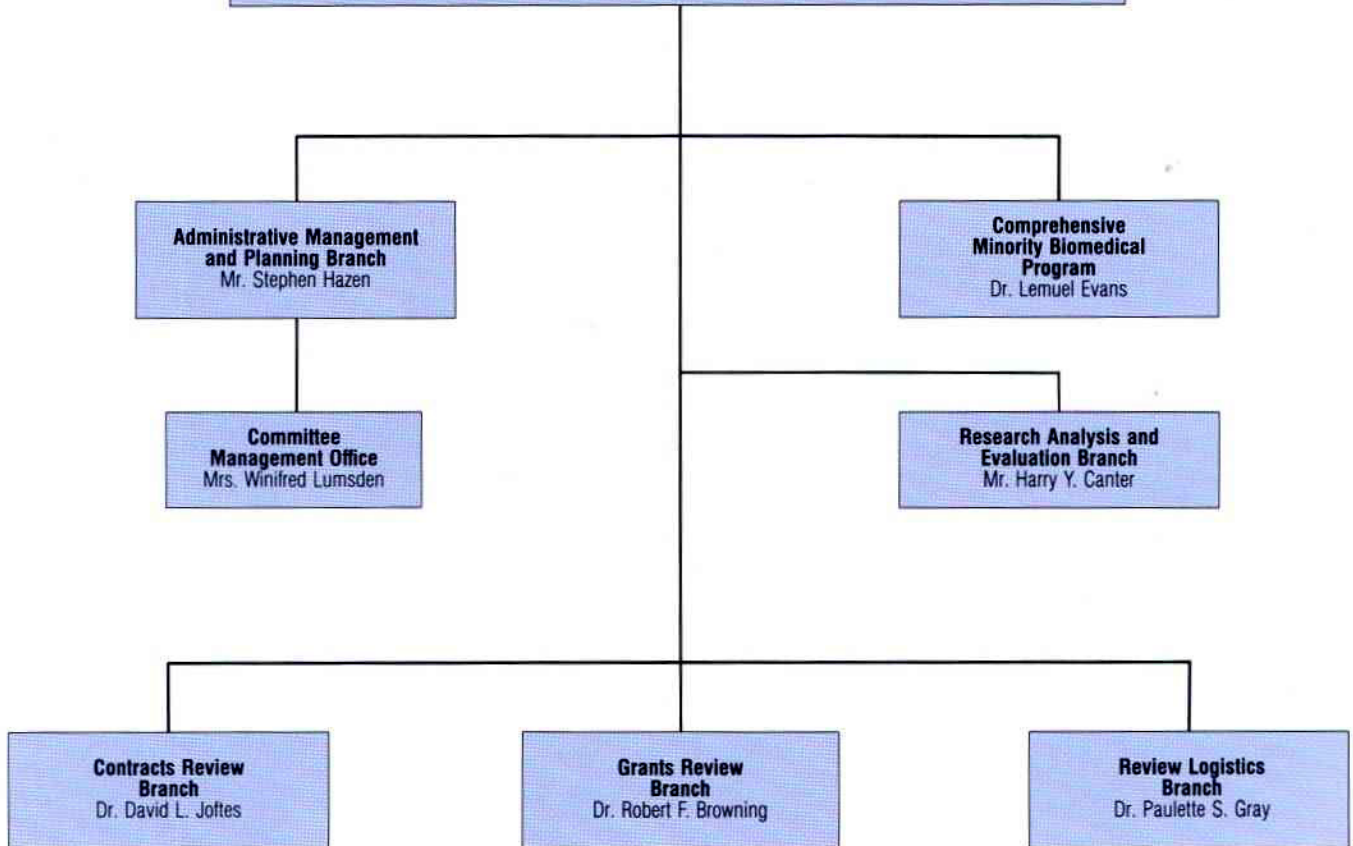 Administrative Management
and Planning Branch
Mr. Stephen Hazen
Comprehensive
Minority Biomedical
Program
Dr. Lemuel Evans
Committee
Management Office
Mrs. Winifred Lumsden
Research Analysis and
Evaluation Branch
Mr. Harry Y. Canter
Contracts Review
Branch
Dr. David L. Joftes
Grants Review
Branch
Dr. Robert F. Browning
Review Logistics
Branch
Dr. Paulette S. Gray